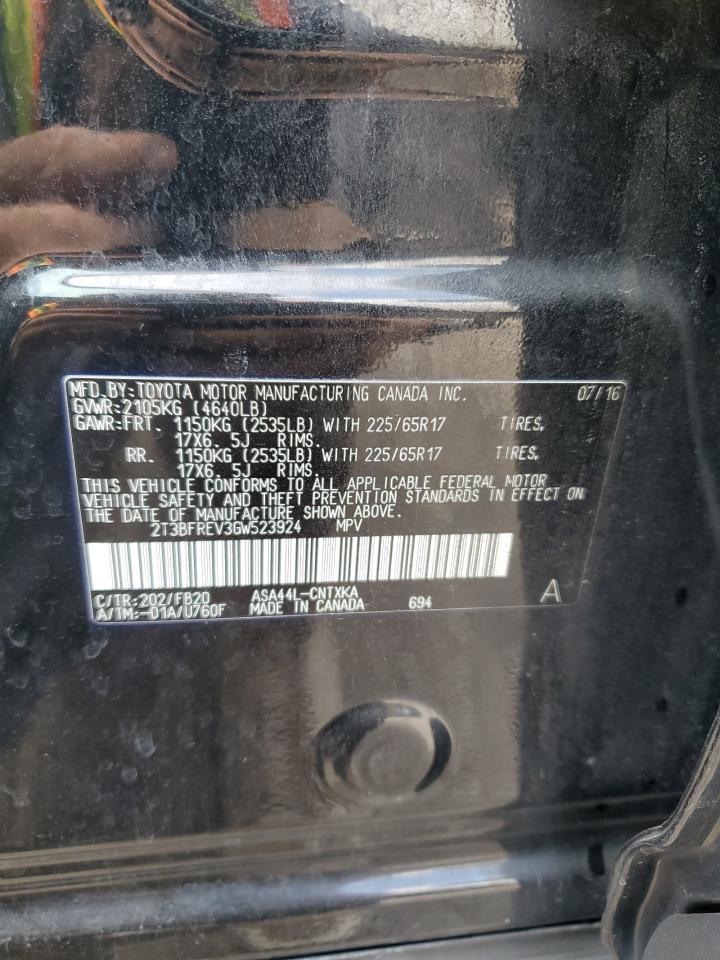 MFD.BY:TOYOTA MOTOR MANUFACTURING CANADA INC. 07/16
GVWR:2105KG (4640LB)
GAWR:FRT. 1150KG (2535LB) WITH 225/65R17 TIRES,
17X6. 5J RIMS.
RR. 1150KG (2535LB) WITH 225/65R17 TIRES,
17X6. 5J RIMS.
THIS VEHICLE CONFORMS TO ALL APPLICABLE FEDERAL MOTOR
VEHICLE SAFETY AND THEFT PREVENTION STANDARDS IN EFFECT ON
THE DATE OF MANUFACTURE SHOWN ABOVE.
2T3BFREV3GW523924 MPV
C/TR:202/FB20 ASA44L-CNTXKA
A/TM:-01A/U760F MADE IN CANADA 694 A